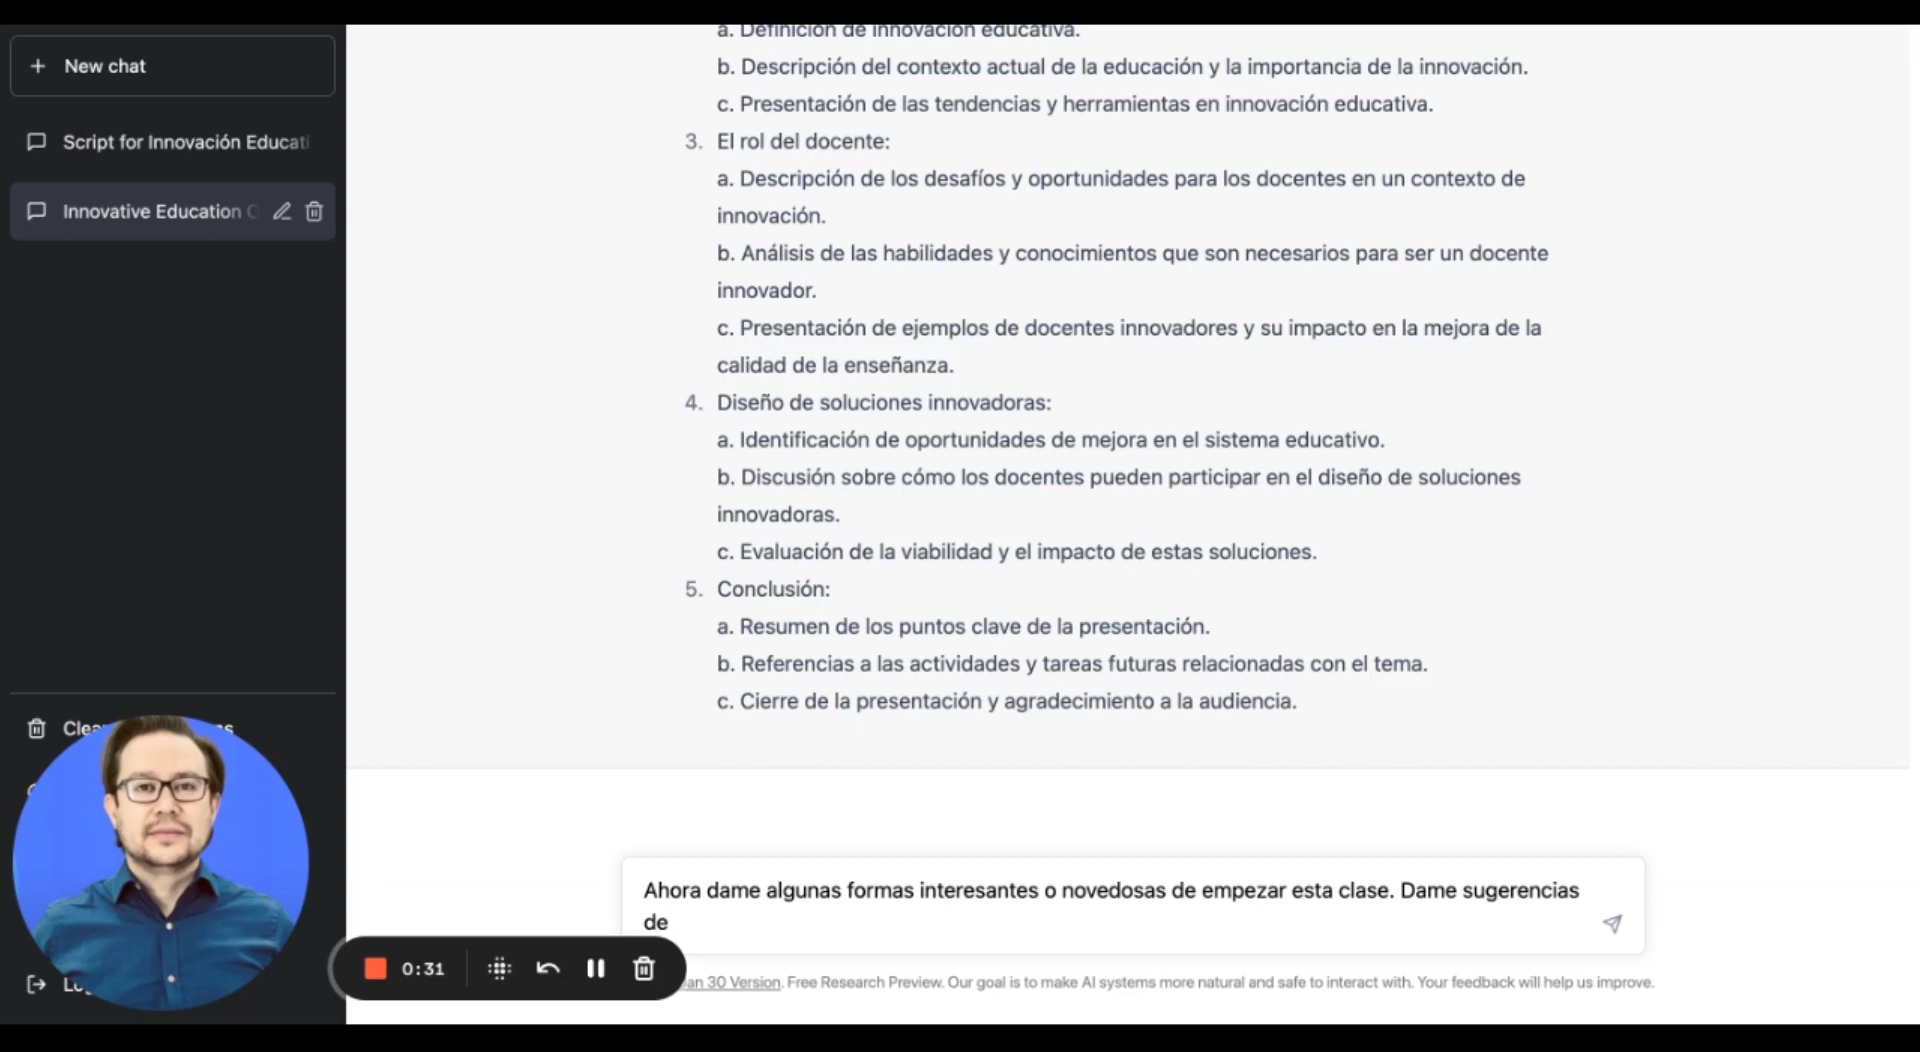 New chat
Script for Innovación Educati
Innovative Education
a. Definición de innovación educativa.
b. Descripción del contexto actual de la educación y la importancia de la innovación.
c. Presentación de las tendencias y herramientas en innovación educativa.
3. El rol del docente:
a. Descripción de los desafíos y oportunidades para los docentes en un contexto de
innovación.
b. Análisis de las habilidades y conocimientos que son necesarios para ser un docente
innovador.
c. Presentación de ejemplos de docentes innovadores y su impacto en la mejora de la
calidad de la enseñanza.
4. Diseño de soluciones innovadoras:
a. Identificación de oportunidades de mejora en el sistema educativo.
b. Discusión sobre cómo los docentes pueden participar en el diseño de soluciones
innovadoras.
c. Evaluación de la viabilidad y el impacto de estas soluciones.
5. Conclusión:
a. Resumen de los puntos clave de la presentación.
b. Referencias a las actividades y tareas futuras relacionadas con el tema.
c. Cierre de la presentación y agradecimiento a la audiencia.
Ahora dame algunas formas interesantes o novedosas de empezar esta clase. Dame sugerencias
de
0:31
an 30 Version. Free Research Preview. Our goal is to make AI systems more natural and safe to interact with. Your feedback will help us improve.